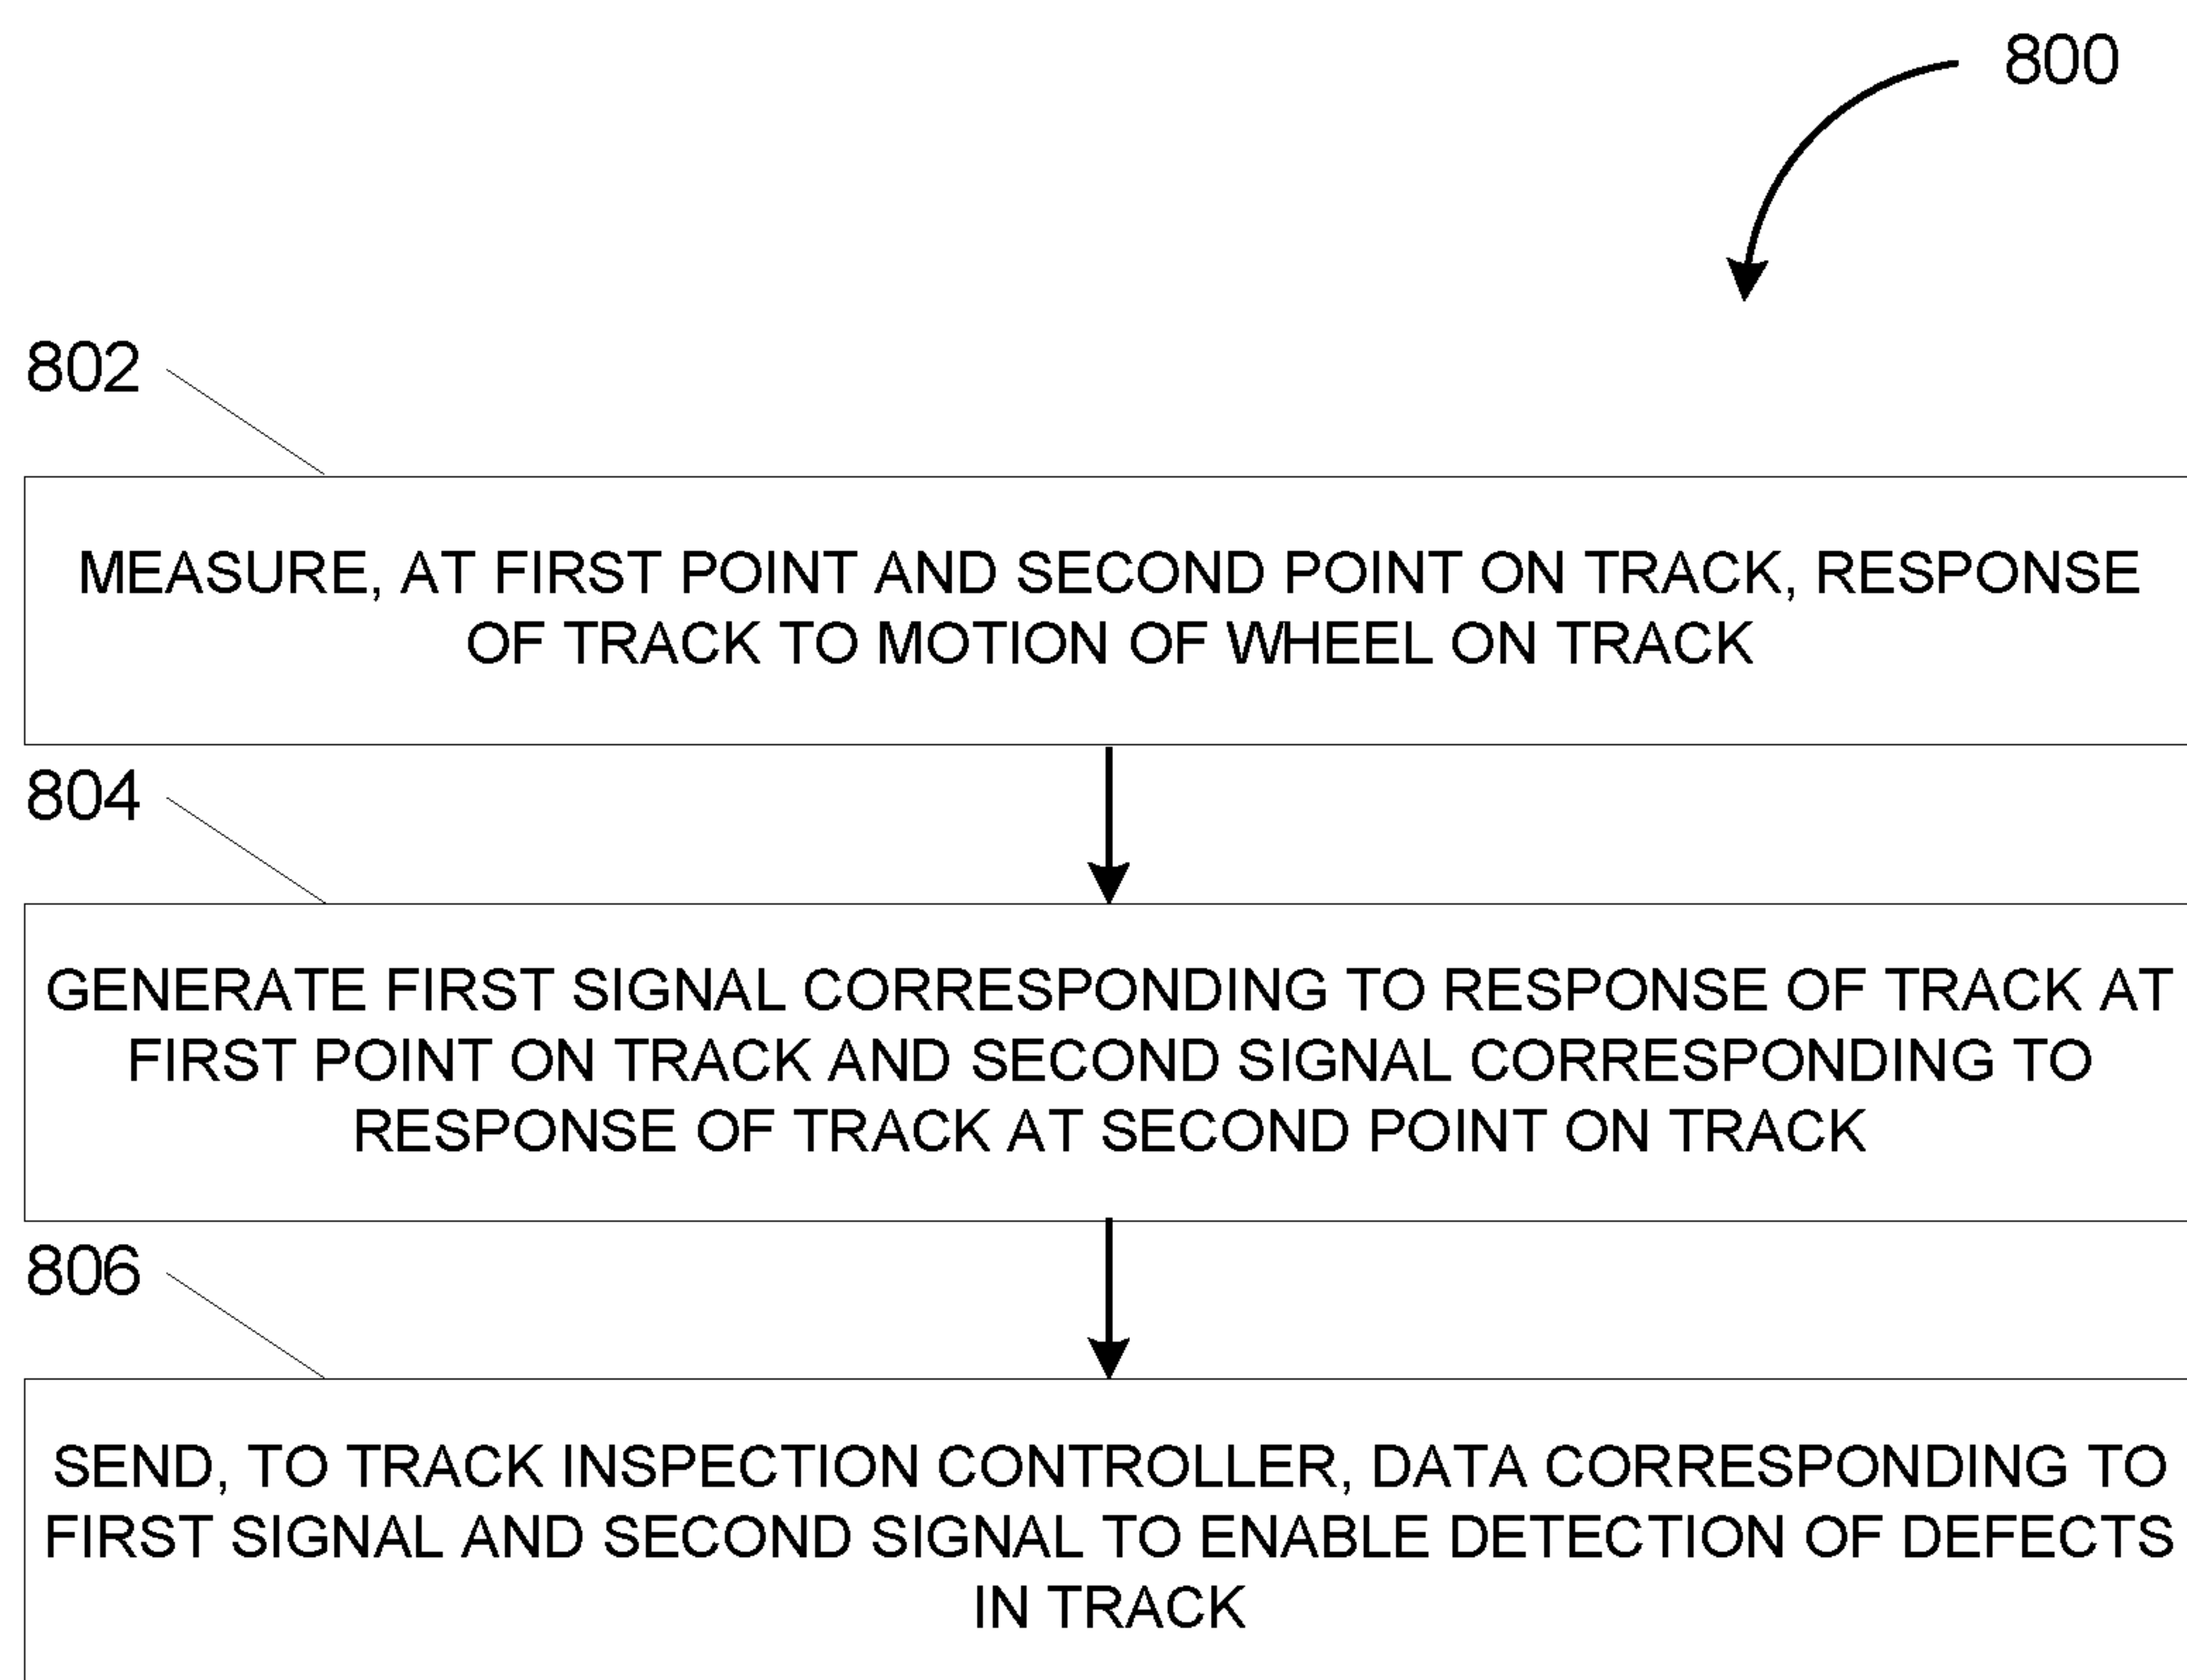 800
802
MEASURE, AT FIRST POINT AND SECOND POINT ON TRACK, RESPONSE
OF TRACK TO MOTION OF WHEEL ON TRACK
804
GENERATE FIRST SIGNAL CORRESPONDING TO RESPONSE OF TRACK AT
FIRST POINT ON TRACK AND SECOND SIGNAL CORRESPONDING TO
RESPONSE OF TRACK AT SECOND POINT ON TRACK
806
SEND, TO TRACK INSPECTION CONTROLLER, DATA CORRESPONDING TO
FIRST SIGNAL AND SECOND SIGNAL TO ENABLE DETECTION OF DEFECTS
IN TRACK